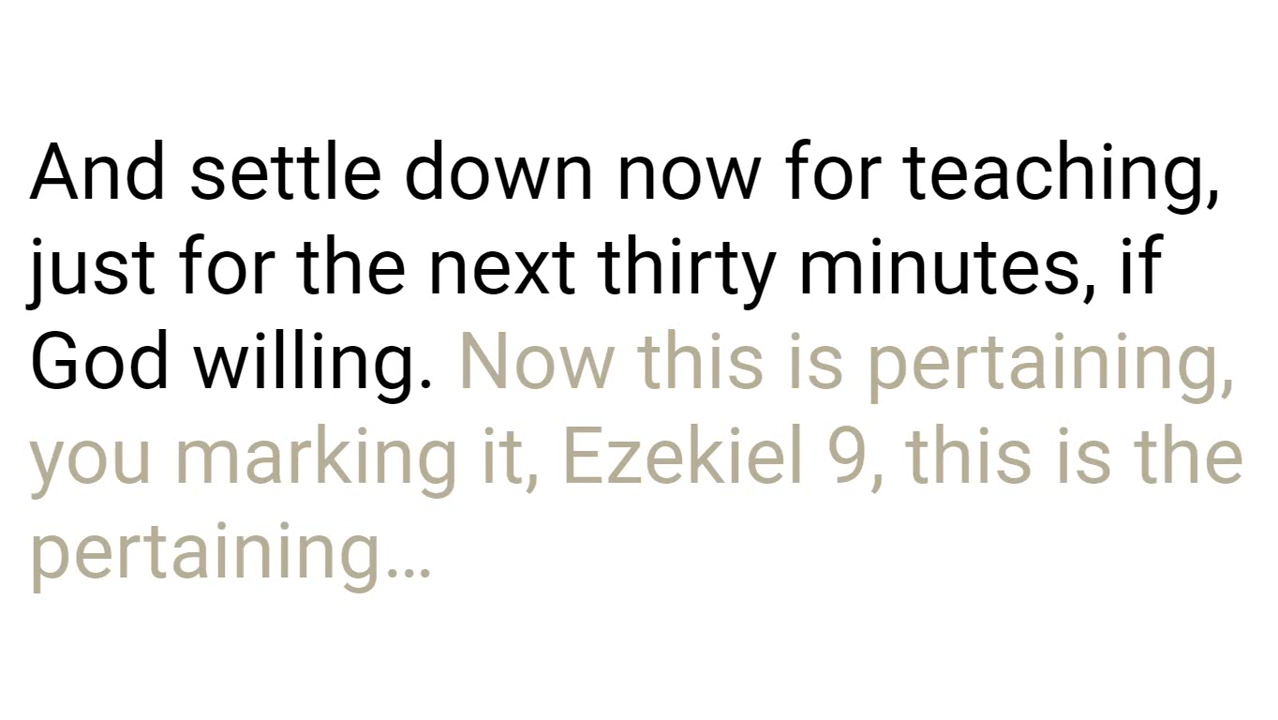 And settle down now for teaching,
just for the next thirty minutes, if
God willing. Now this is pertaining,
you marking it, Ezekiel 9, this is the
pertaining...